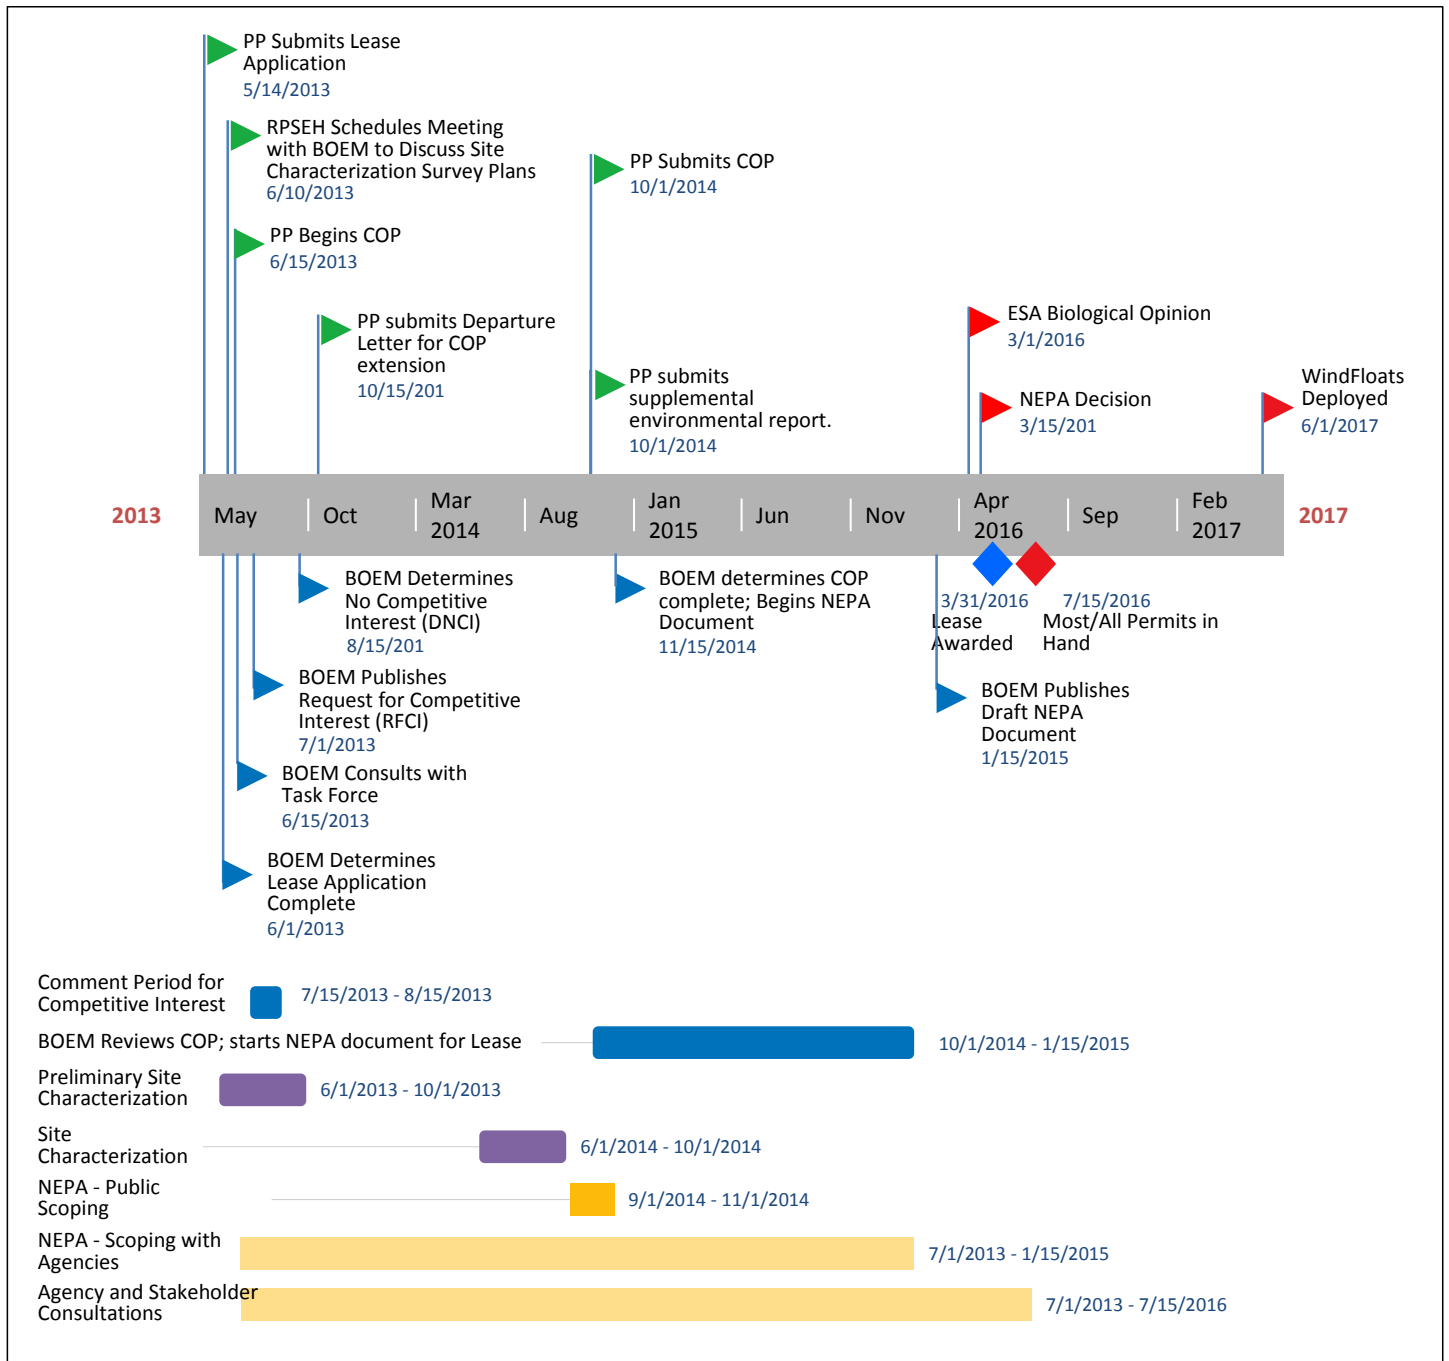 PP Submits Lease
Application
5/14/2013
RPSEH Schedules Meeting
with BOEM to Discuss Site
Characterization Survey Plans
6/10/2013
PP Begins COP
6/15/2013
PP submits Departure
Letter for COP
extension
10/15/201
PP Submits COP
10/1/2014
PP submits
supplemental
environmental report.
10/1/2014
ESA Biological Opinion
3/1/2016
NEPA Decision
3/15/201
WindFloats
Deployed
6/1/2017
2013
May
Oct
Mar
2014
Aug
Jan
2015
Jun
Nov
Apr
2016
Sep
Feb
2017
2017
BOEM Determines
No Competitive
Interest (DNCI)
8/15/201
BOEM Publishes
Request for Competitive
Interest (RFCI)
7/1/2013
BOEM Consults with
Task Force
6/15/2013
BOEM Determines
Lease Application
Complete
6/1/2013
BOEM determines COP
complete; Begins NEPA
Document
11/15/2014
3/31/2016
Lease
Awarded
7/15/2016
Most/All Permits in
Hand
BOEM Publishes
Draft NEPA
Document
1/15/2015
Comment Period for
Competitive Interest
7/15/2013 - 8/15/2013
BOEM Reviews COP; starts NEPA document for Lease
10/1/2014 - 1/15/2015
Preliminary Site
Characterization
6/1/2013 - 10/1/2013
Site
Characterization
6/1/2014 - 10/1/2014
NEPA - Public
Scoping
9/1/2014 - 11/1/2014
NEPA - Scoping with
Agencies
7/1/2013 - 1/15/2015
Agency and Stakeholder
Consultations
7/1/2013 - 7/15/2016